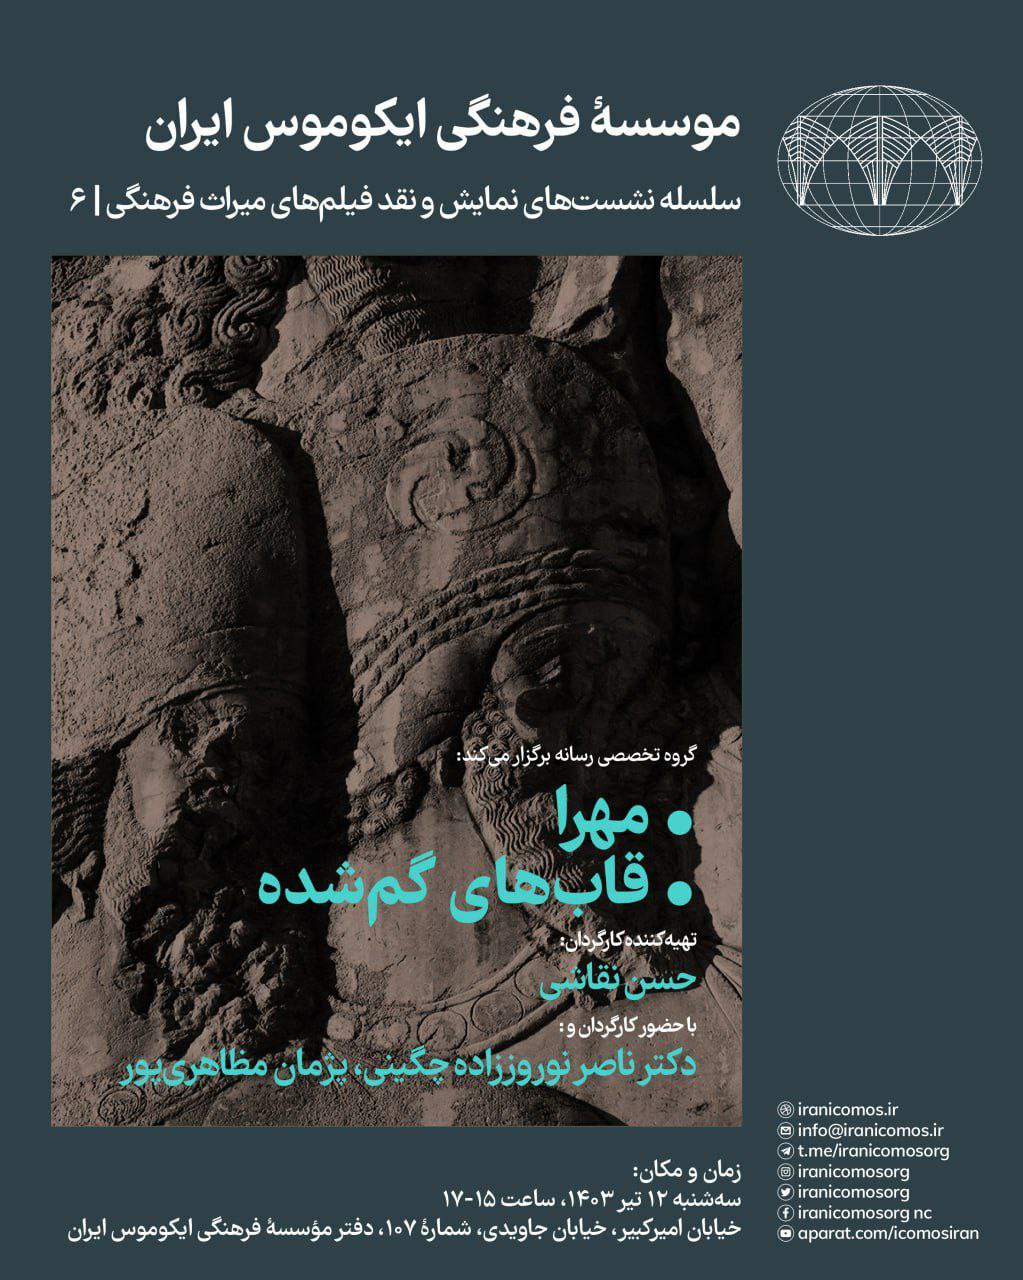 موسسهٔ فرهنگی ایکوموس ایران
سلسله نشست‌های نمایش و نقد فیلم‌های میراث فرهنگی | ۶
گروه تخصصی رسانه برگزار می‌کند:
• مهرا
• قاب‌های گم‌شده
تهیه‌کننده کارگردان:
حسن نقاشی
با حضور کارگردان و:
دکتر ناصر نوروززاده چگینی، پژمان مظاهری‌پور
زمان و مکان:
سه‌شنبه ۱۲ تیر ۱۴۰۳، ساعت ۱۵-۱۷
خیابان امیرکبیر، خیابان جاویدی، شمارهٔ ۱۰۷، دفتر مؤسسهٔ فرهنگی ایکوموس ایران
iranicomos.ir
info@iranicomos.ir
t.me/iranicomosorg
iranicomosorg
iranicomosorg
iranicomosorg nc
aparat.com/icomosiran